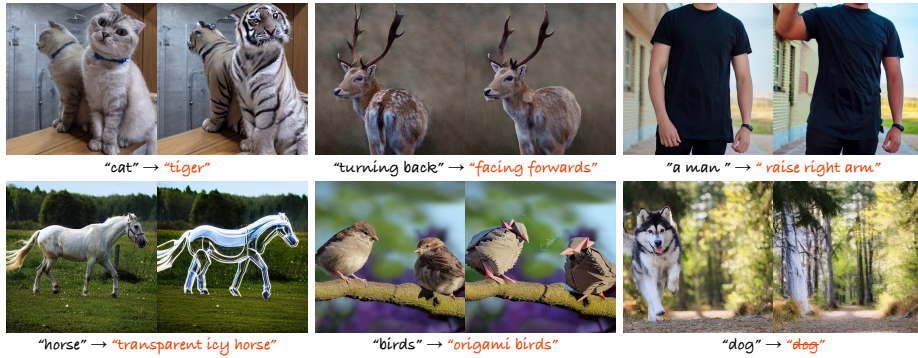 "cat" → "tiger"
"turning back" → "facing forwards"
"a man " → " raise right arm"
"horse" → "transparent icy horse"
"birds" → "origami birds"
"dog" → "dog"